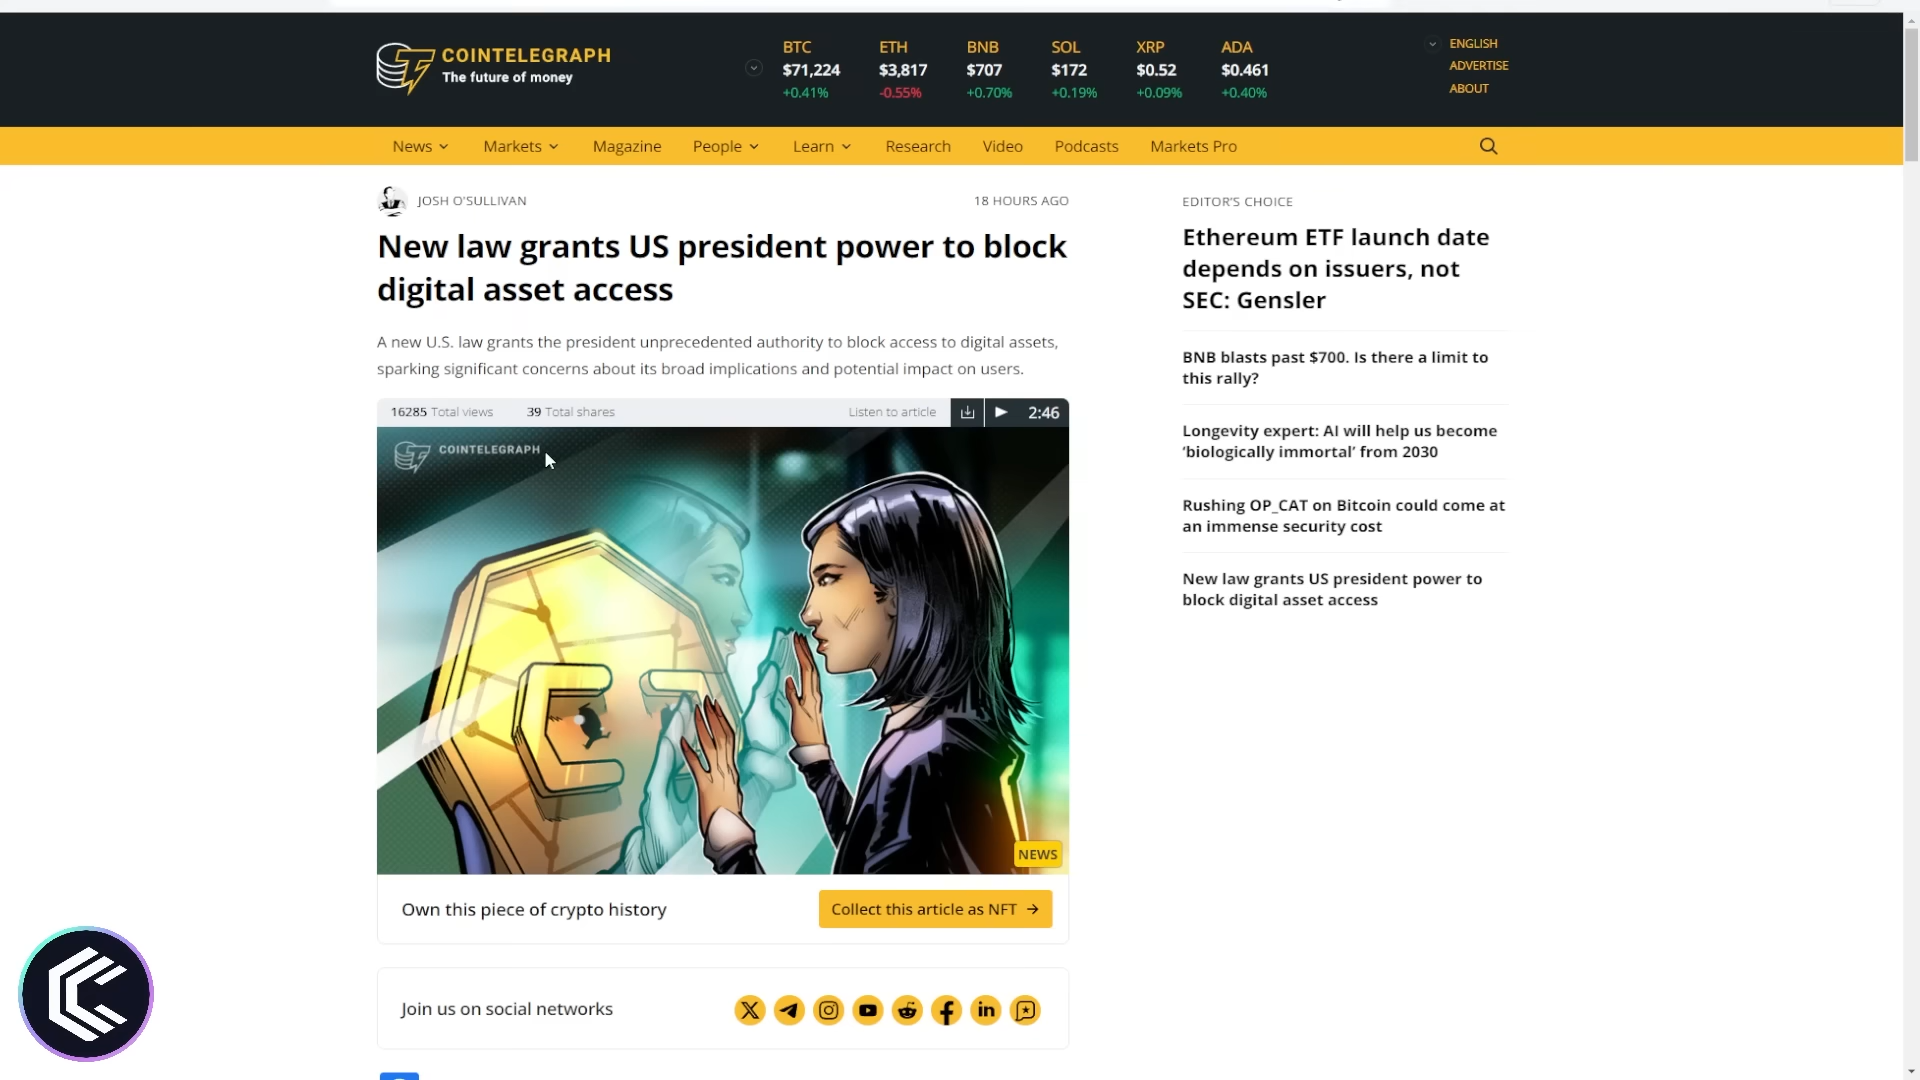 COINTELEGRAPH
The future of money
BTC
$71,224
+0.41%
ETH
$3,817
-0.55%
BNB
$707
+0.70%
SOL
$172
+0.19%
XRP
$0.52
+0.09%
ADA
$0.461
+0.40%
ENGLISH
ADVERTISE
ABOUT
News
Markets
Magazine
People
Learn
Research
Video
Podcasts
Markets Pro
JOSH O'SULLIVAN
18 HOURS AGO
New law grants US president power to block
digital asset access
A new U.S. law grants the president unprecedented authority to block access to digital assets,
sparking significant concerns about its broad implications and potential impact on users.
16285 Total views
39 Total shares
Listen to article
2:46
COINTELEGRAPH
NEWS
Own this piece of crypto history
Collect this article as NFT →
Join us on social networks
EDITOR'S CHOICE
Ethereum ETF launch date
depends on issuers, not
SEC: Gensler
BNB blasts past $700. Is there a limit to
this rally?
Longevity expert: AI will help us become
‘biologically immortal’ from 2030
Rushing OP_CAT on Bitcoin could come at
an immense security cost
New law grants US president power to
block digital asset access